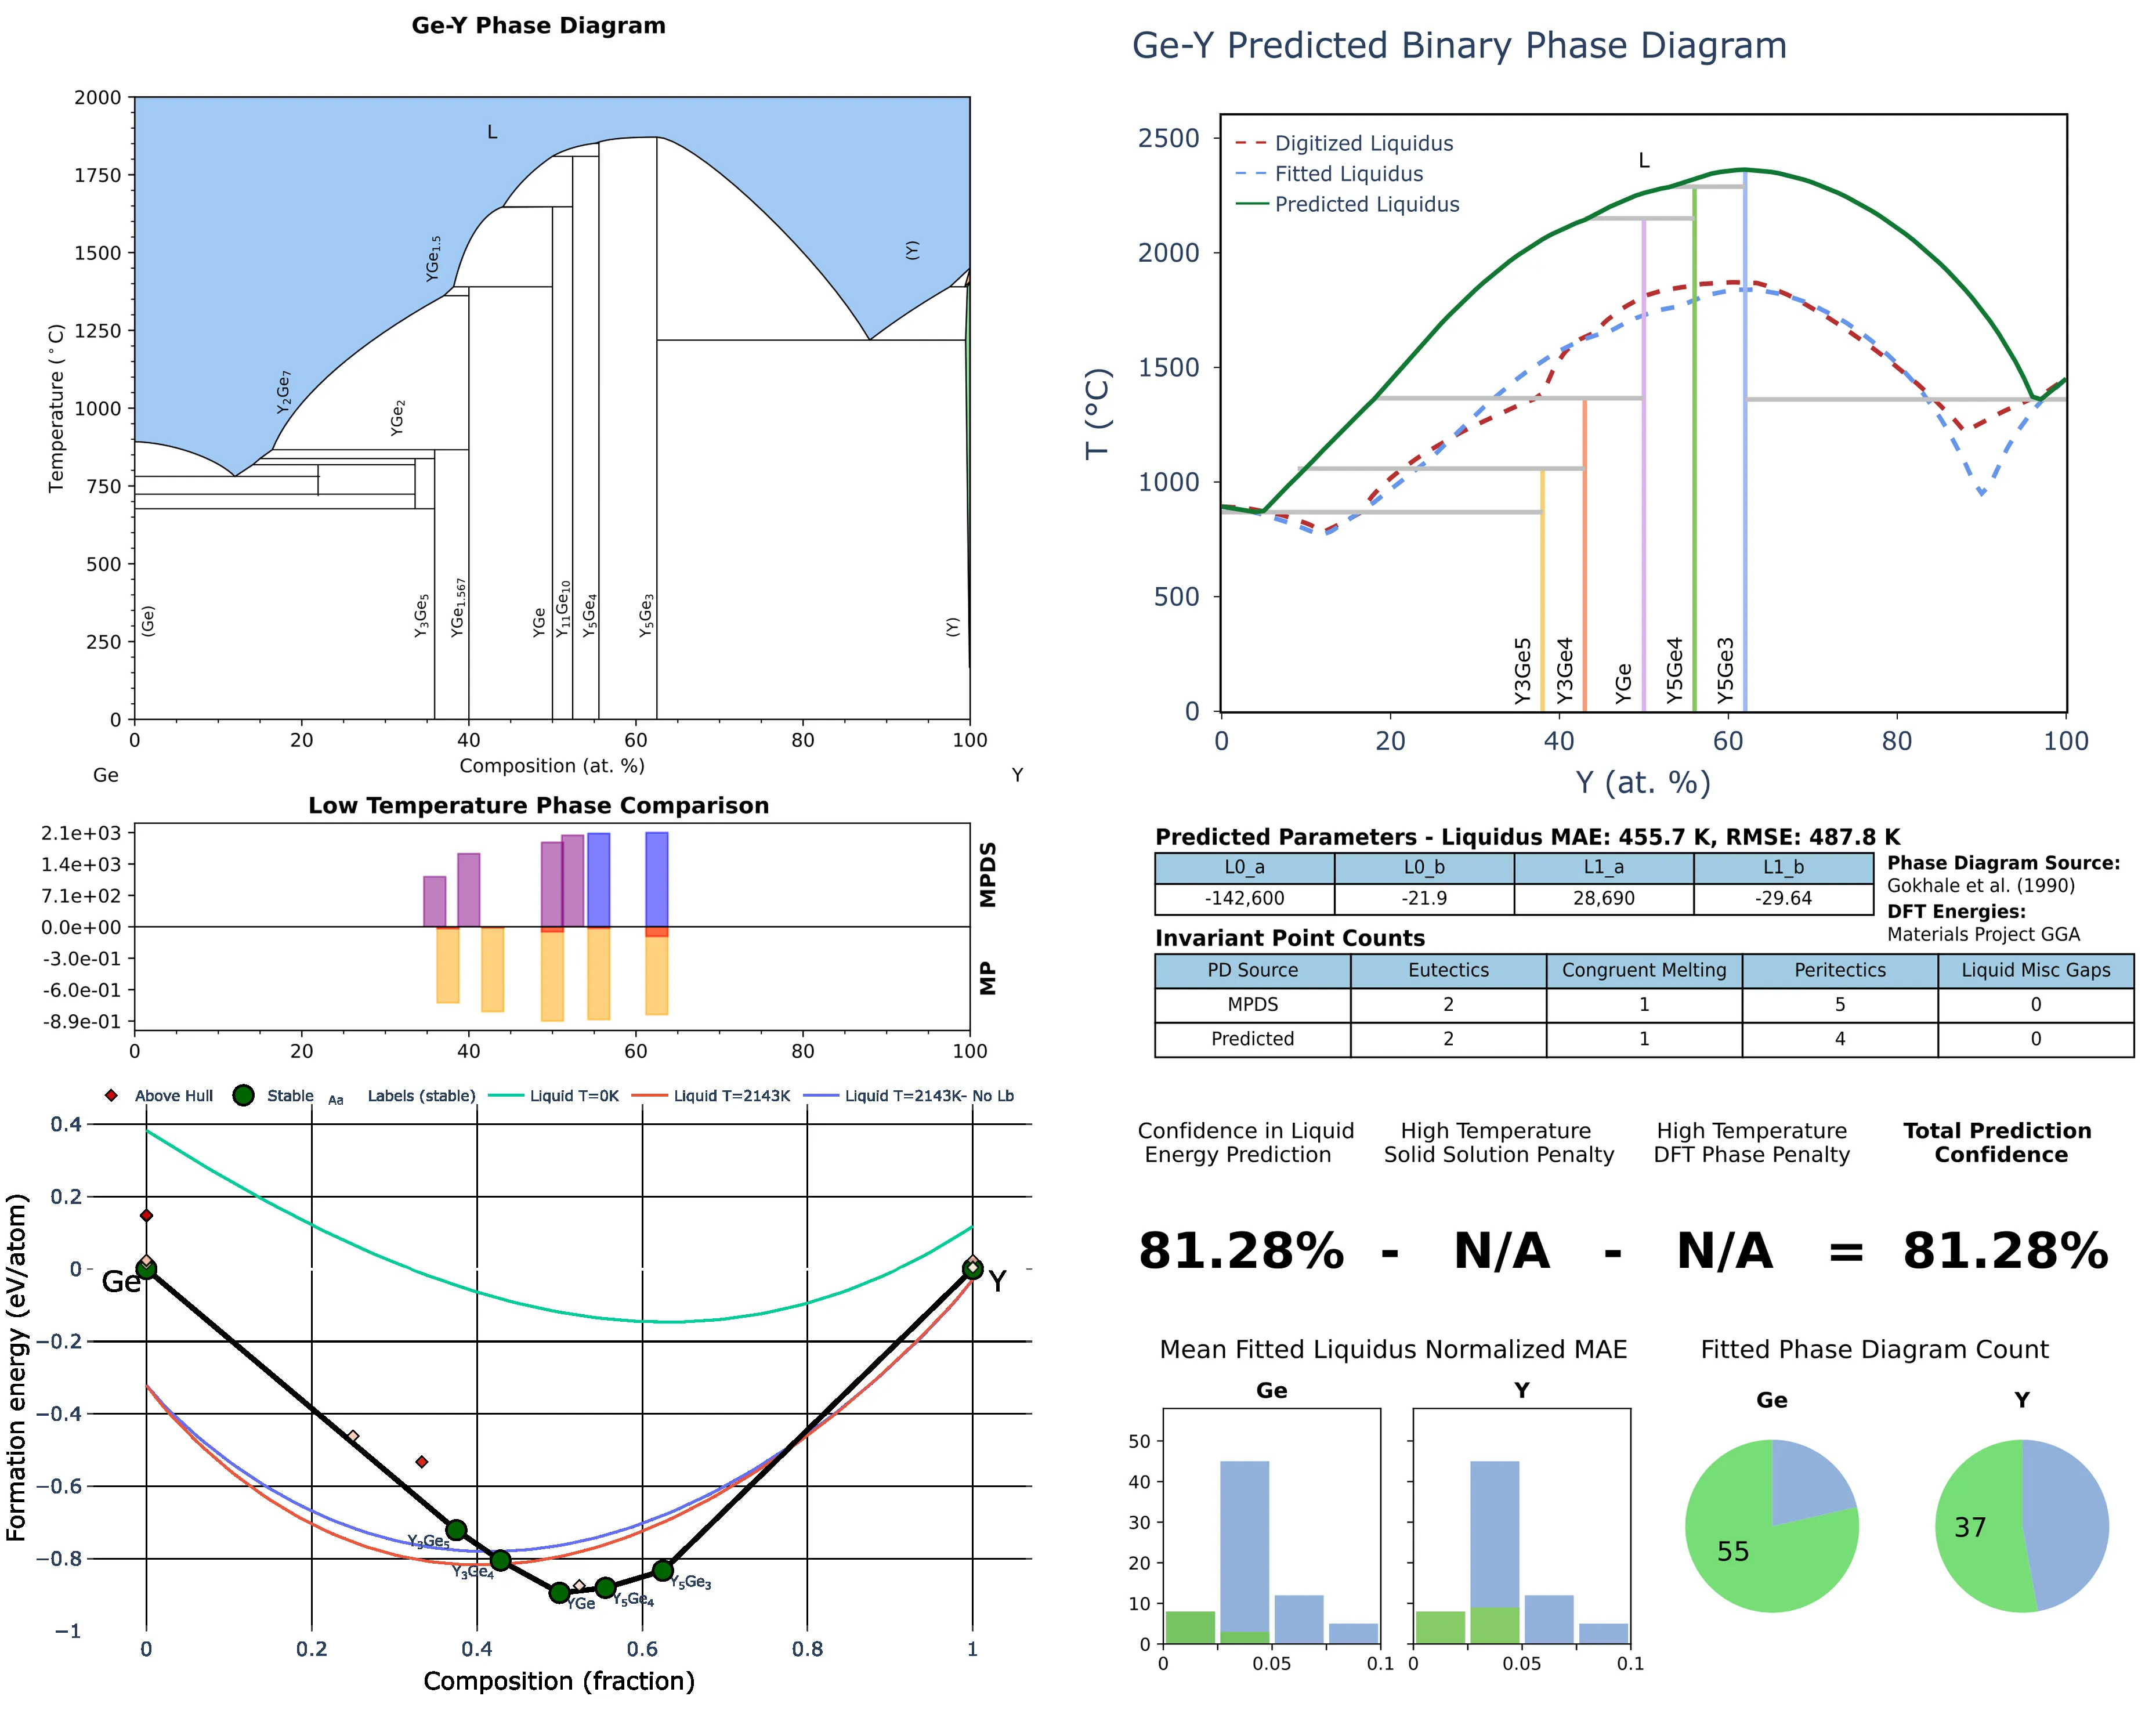 Ge-Y Phase Diagram
2000
1750
1500
1250
1000
750
500
250
0
Temperature (°C)
L
YGe1.5
(Y)
Y2Ge7
YGe2
(Ge)
Y3Ge5
YGe1.567
YGe
Y11Ge10
Y5Ge4
Y5Ge3
(Y)
0 20 40 60 80 100
Composition (at. %)
Ge Y
Low Temperature Phase Comparison
2.1e+03
1.4e+03
7.1e+02
0.0e+00
-3.0e-01
-6.0e-01
-8.9e-01
MPDS
MP
0 20 40 60 80 100
Above Hull Stable Aa Labels (stable) Liquid T=0K Liquid T=2143K Liquid T=2143K- No Lb
0.4
0.2
0
−0.2
−0.4
−0.6
−0.8
−1
Formation energy (eV/atom)
Ge
Y
Y3Ge5
Y3Ge4
YGe
Y5Ge4
Y5Ge3
0 0.2 0.4 0.6 0.8 1
Composition (fraction)
Ge-Y Predicted Binary Phase Diagram
2500
2000
1500
1000
500
0
T (°C)
Digitized Liquidus
Fitted Liquidus
Predicted Liquidus
L
Y3Ge5
Y3Ge4
YGe
Y5Ge4
Y5Ge3
0 20 40 60 80 100
Y (at. %)
Predicted Parameters - Liquidus MAE: 455.7 K, RMSE: 487.8 K
L0_a L0_b L1_a L1_b
-142,600 -21.9 28,690 -29.64
Phase Diagram Source:
Gokhale et al. (1990)
DFT Energies:
Materials Project GGA
Invariant Point Counts
PD Source Eutectics Congruent Melting Peritectics Liquid Misc Gaps
MPDS 2 1 5 0
Predicted 2 1 4 0
Confidence in Liquid
Energy Prediction
High Temperature
Solid Solution Penalty
High Temperature
DFT Phase Penalty
Total Prediction
Confidence
81.28% - N/A - N/A = 81.28%
Mean Fitted Liquidus Normalized MAE
Ge Y
50
40
30
20
10
0
0 0.05 0.1
0 0.05 0.1
Fitted Phase Diagram Count
Ge Y
55
37